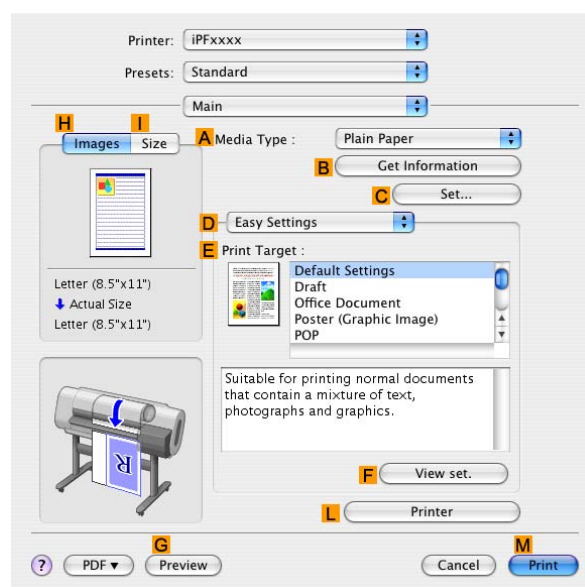 Printer: iPFxxxx
Presets: Standard
Main
H I
Images Size
A Media Type : Plain Paper
B Get Information
C Set...
D Easy Settings
E Print Target :
Default Settings
Draft
Office Document
Poster (Graphic Image)
POP
Letter (8.5"x11")
Actual Size
Letter (8.5"x11")
Suitable for printing normal documents
that contain a mixture of text,
photographs and graphics.
R
F View set.
L Printer
G M
? PDF Preview Cancel Print